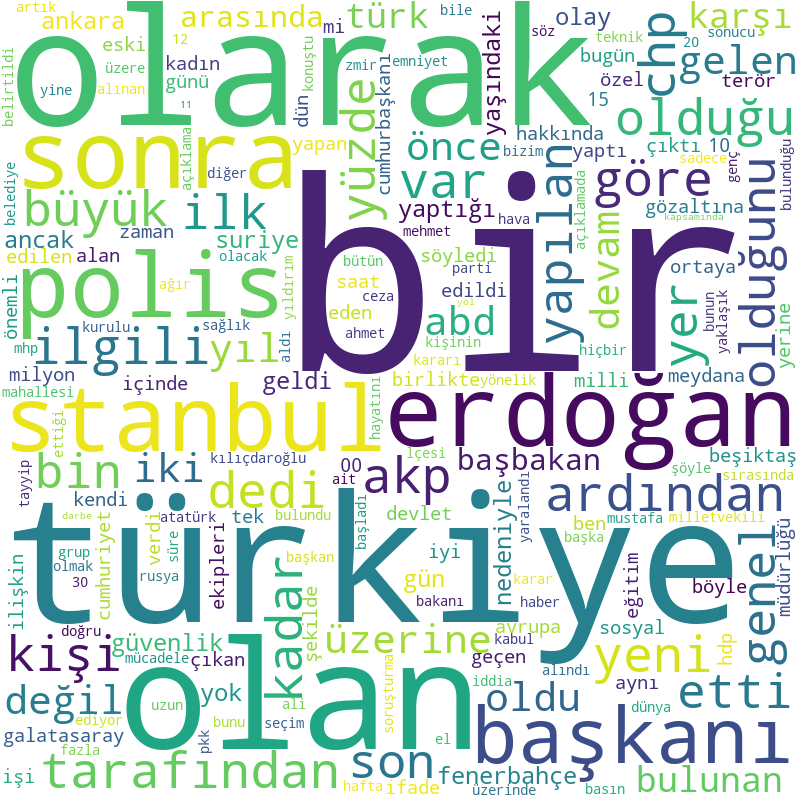 artık
ankara
arasında
12
türk
mi
kadın
eski
üzere
günü
belirtildi
yine
alınan
olarak
dün
konuştu
zmir
cumhurbaşkanı
emniyet
söz
yaşındaki
olay
teknik
bugün
özel
20
sonucu
15
chp
karşı
gelen
terör
olduğu
hakkında
bizim
yaptı
çıktı
10
sadece
genç
bulunduğu
sonra
11
açıklama
yapan
yüzde
önce
var
yapılan
açıklamada
göre
gözaltına
kapsamında
olduğunu
belediye
büyük
ilk
diğer
zaman
ancak
suriye
yaptığı
mehmet
hava
bir
devam
ortaya
yer
bunun
yaklaşık
yerine
edilen
alan
bütün
olacak
yıldırım
söyledi
parti
edildi
saat
ceza
eden
abd
yol
önemli
polis
ağır
kurulu
sağlık
aldı
ahmet
kararı
kişinin
hiçbir
mhp
ilgili
yıl
milyon
içinde
geldi
birlikte
yönelik
milli
meydana
mahallesi
hayatını
ettiği
stanbul
erdoğan
kılıçdaroğlu
lçesi
başbakan
beşiktaş
tayyip
bin
iki
dedi
00
akp
ait
şöyle
sırasında
kendi
ardından
yaralandı
nedeniyle
darbe
atatürk
tek
bulundu
başladı
devlet
ben
mustafa
milletvekili
başka
genel
müdürlüğü
ilişkin
grup
olmak
cumhuriyet
verdi
süre
ekipleri
başkan
iyi
türkiye
rusya
30
gün
bakanı
haber
karar
eğitim
böyle
doğru
kadar
kişi
güvenlik
şekilde
üzerine
avrupa
sosyal
mücadele
çıkan
geçen
kabul
alındı
yeni
hdp
aynı
değil
ediyor
uzun
yok
bunu
ali
olan
soruşturma
iddia
oldu
dünya
etti
galatasaray
pkk
seçim
el
başkanı
fazla
işi
tarafından
son
hafta
ifade
fenerbahçe
üzerinde
basın
bulunan